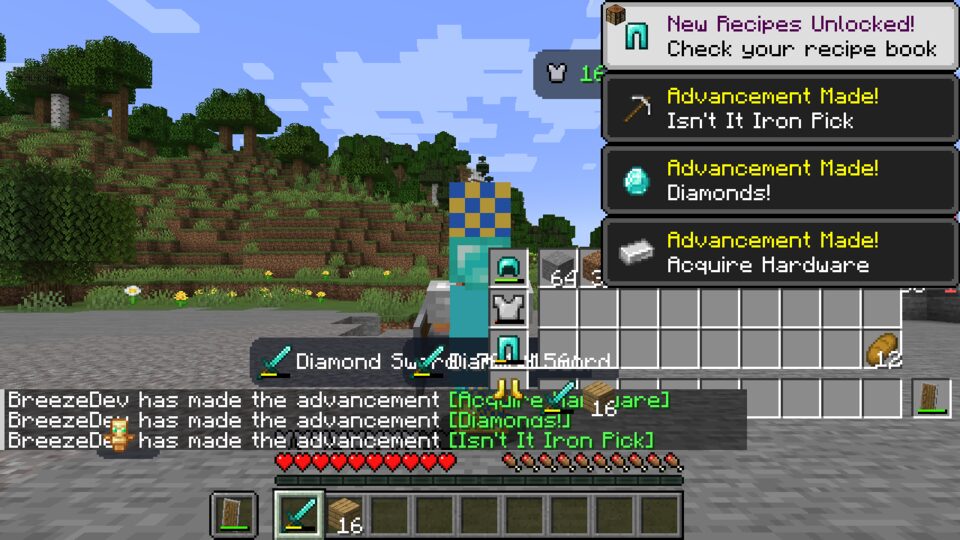 New Recipes Unlocked!
Check your recipe book
16
Advancement Made!
Isn't It Iron Pick
Advancement Made!
Diamonds!
Advancement Made!
Acquire Hardware
64
12
Diamond
BreezeDev has made the advancement [Acquire Hardware]
16
BreezeDev has made the advancement [Diamonds!]
BreezeDev has made the advancement [Isn't It Iron Pick]
16